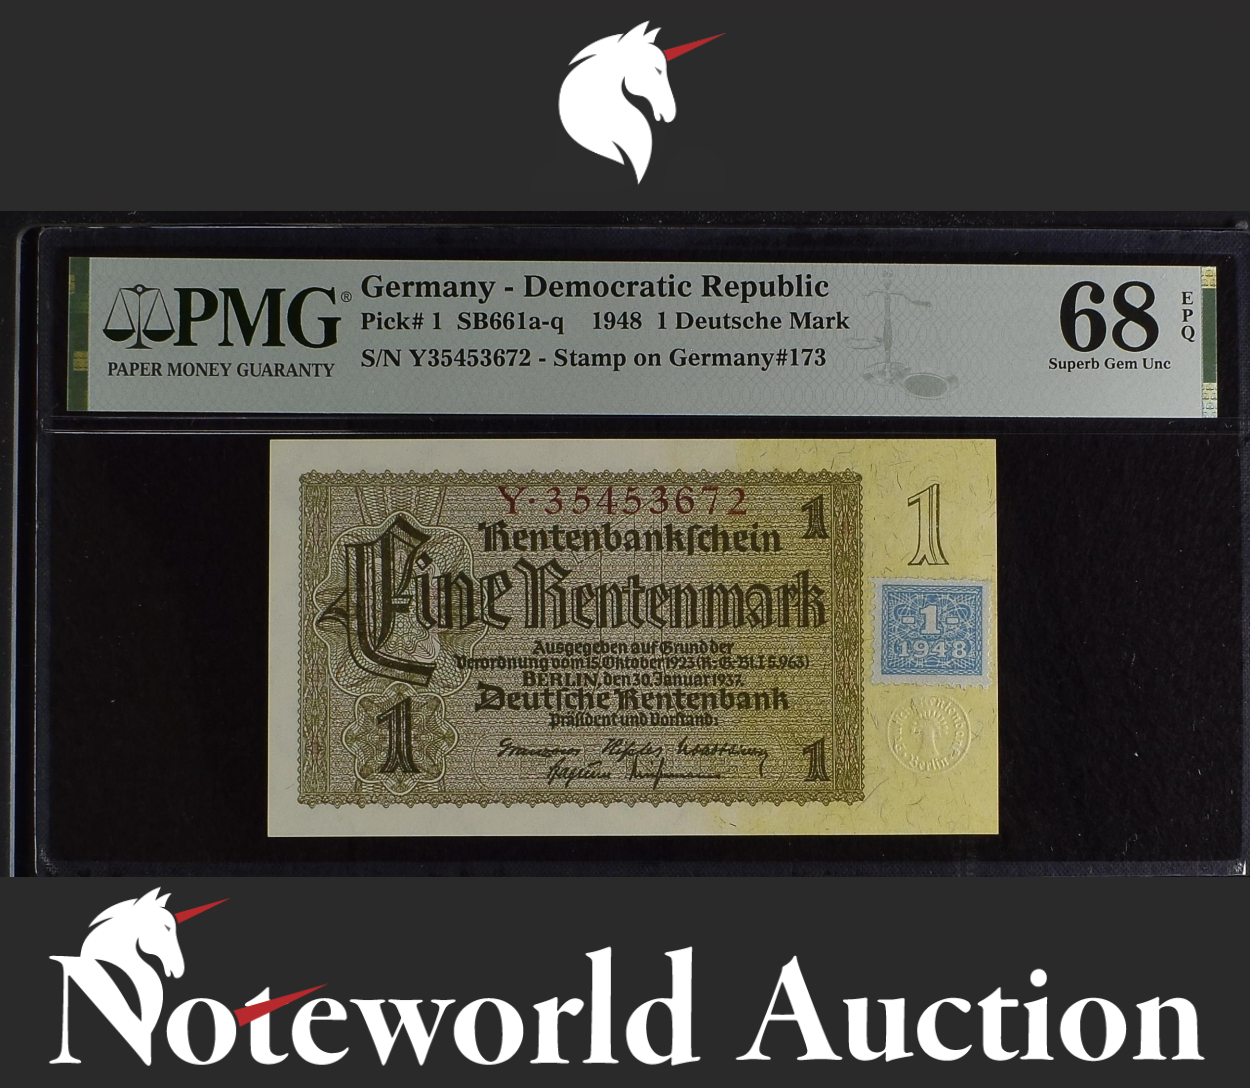 PMG®
PAPER MONEY GUARANTY
Germany - Democratic Republic
Pick# 1 SB661a-q 1948 1 Deutsche Mark
S/N Y35453672 - Stamp on Germany#173
68
EPQ
Superb Gem Unc
Y·35453672
1
Rentenbankſchein
1
Eine Rentenmark
Ausgegeben auf Grund der
Verordnung vom 15. Oktober 1923 (R.-G.-Bl. I S. 963)
BERLIN, den 30. Januar 1937.
Deutſche Rentenbank
Präſident und Vorſtand:
1
1
-1-
1948
Berlin
Noteworld Auction